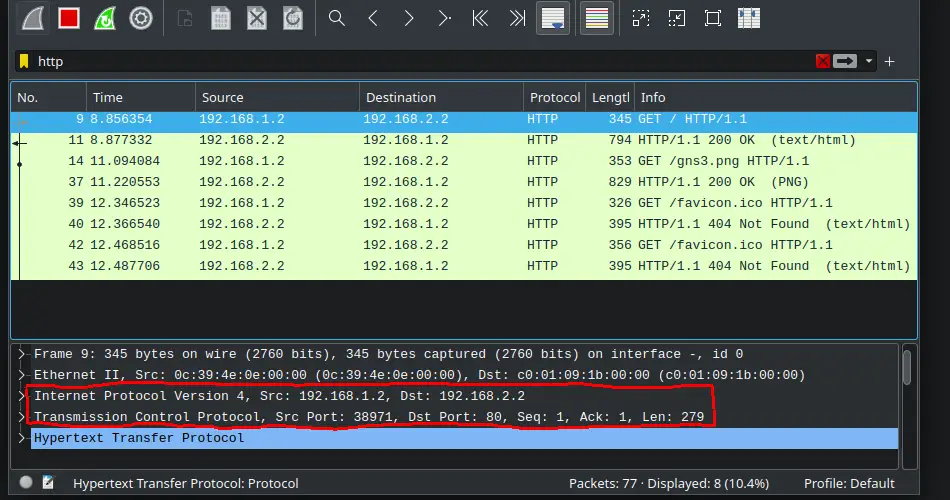 http
No. Time Source Destination Protocol Lengtl Info
9 8.856354 192.168.1.2 192.168.2.2 HTTP 345 GET / HTTP/1.1
11 8.877332 192.168.2.2 192.168.1.2 HTTP 794 HTTP/1.1 200 OK (text/html)
14 11.094084 192.168.1.2 192.168.2.2 HTTP 353 GET /gns3.png HTTP/1.1
37 11.220553 192.168.2.2 192.168.1.2 HTTP 829 HTTP/1.1 200 OK (PNG)
39 12.346523 192.168.1.2 192.168.2.2 HTTP 326 GET /favicon.ico HTTP/1.1
40 12.366540 192.168.2.2 192.168.1.2 HTTP 395 HTTP/1.1 404 Not Found (text/html)
42 12.468516 192.168.1.2 192.168.2.2 HTTP 356 GET /favicon.ico HTTP/1.1
43 12.487706 192.168.2.2 192.168.1.2 HTTP 395 HTTP/1.1 404 Not Found (text/html)
Frame 9: 345 bytes on wire (2760 bits), 345 bytes captured (2760 bits) on interface -, id 0
Ethernet II, Src: 0c:39:4e:0e:00:00 (0c:39:4e:0e:00:00), Dst: c0:01:09:1b:00:00 (c0:01:09:1b:00:00)
Internet Protocol Version 4, Src: 192.168.1.2, Dst: 192.168.2.2
Transmission Control Protocol, Src Port: 38971, Dst Port: 80, Seq: 1, Ack: 1, Len: 279
Hypertext Transfer Protocol
Hypertext Transfer Protocol: Protocol Packets: 77 · Displayed: 8 (10.4%) Profile: Default